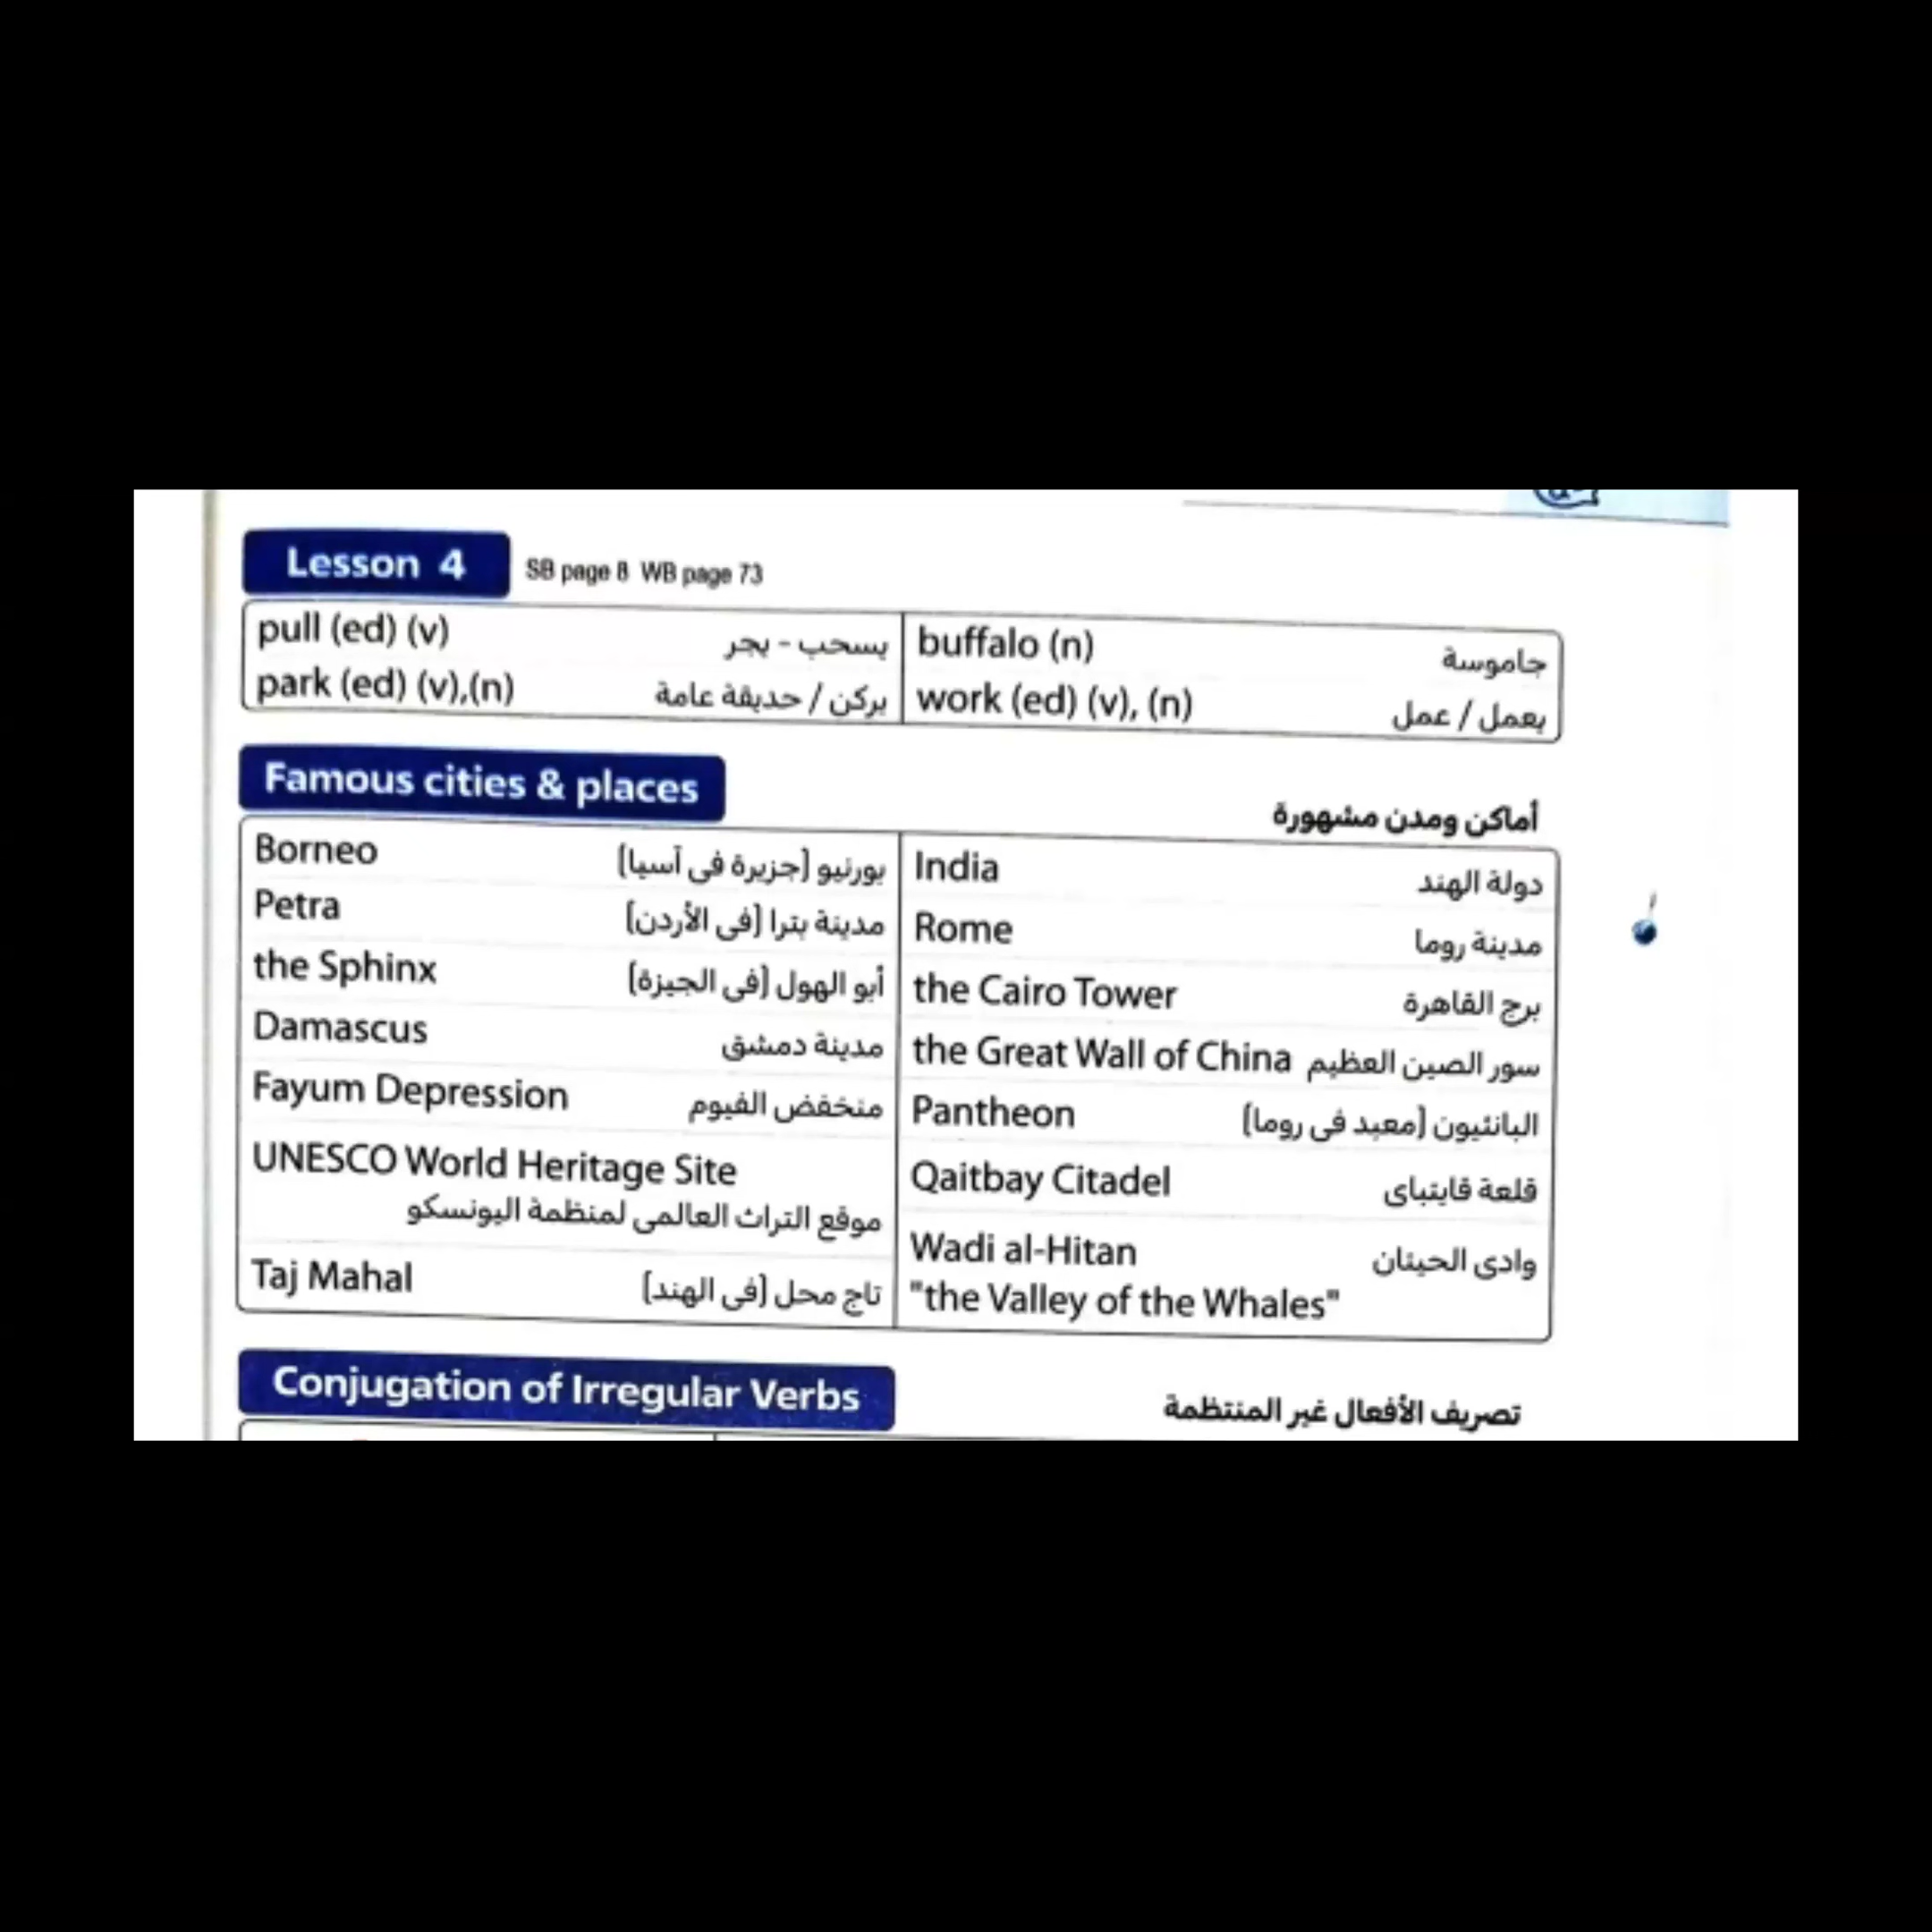 Lesson 4 SB page 8 WB page 73
pull (ed) (v) يسحب - يجر
park (ed) (v),(n) يركن / حديقة عامة
buffalo (n) جاموسة
work (ed) (v), (n) يعمل / عمل
Famous cities & places أماكن ومدن مشهورة
Borneo بورنيو [جزيرة فى آسيا]
Petra مدينة بترا [فى الأردن]
the Sphinx أبو الهول [فى الجيزة]
Damascus مدينة دمشق
Fayum Depression منخفض الفيوم
UNESCO World Heritage Site
موقع التراث العالمى لمنظمة اليونسكو
Taj Mahal تاج محل [فى الهند]
India دولة الهند
Rome مدينة روما
the Cairo Tower برج القاهرة
the Great Wall of China سور الصين العظيم
Pantheon البانثيون [معبد فى روما]
Qaitbay Citadel قلعة قايتباى
Wadi al-Hitan وادى الحيتان
"the Valley of the Whales"
Conjugation of Irregular Verbs تصريف الأفعال غير المنتظمة